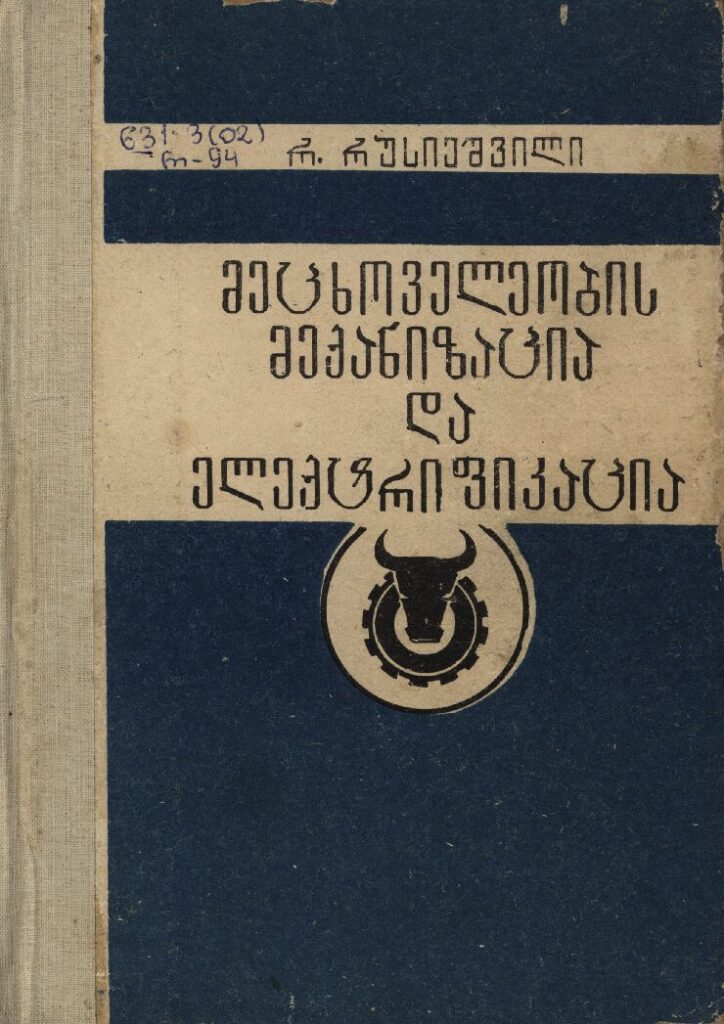 631.3(02)
რ-94
რ. რუსიეშვილი
მეცხოველეობის
მექანიზაცია
და
ელექტრიფიკაცია